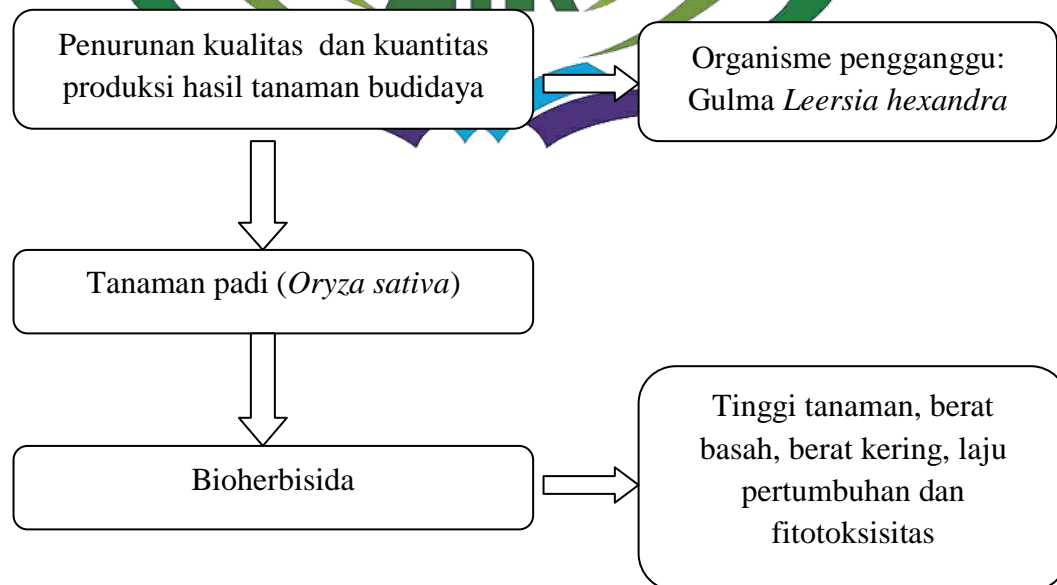 Penurunan kualitas dan kuantitas
produksi hasil tanaman budidaya
Organisme pengganggu:
Gulma Leersia hexandra
Tanaman padi (Oryza sativa)
Bioherbisida
Tinggi tanaman, berat
basah, berat kering, laju
pertumbuhan dan
fitotoksisitas